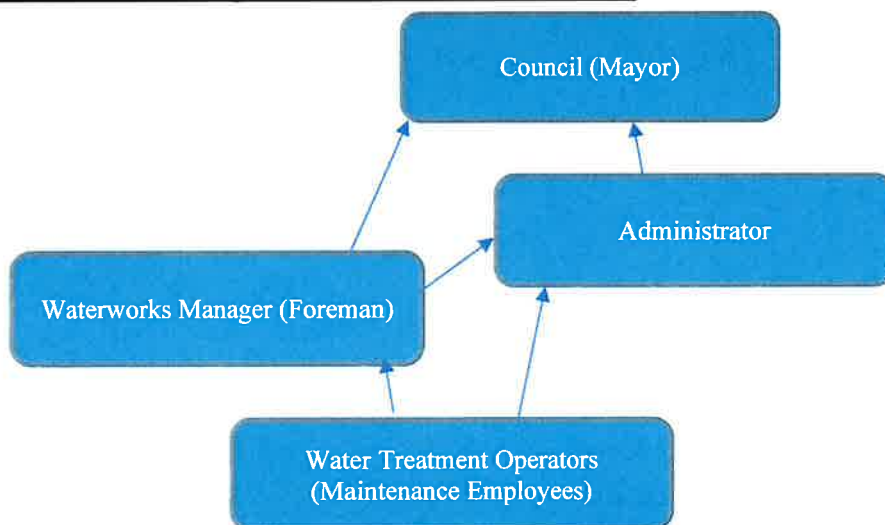 Council (Mayor)
Administrator
Waterworks Manager (Foreman)
Water Treatment Operators
(Maintenance Employees)